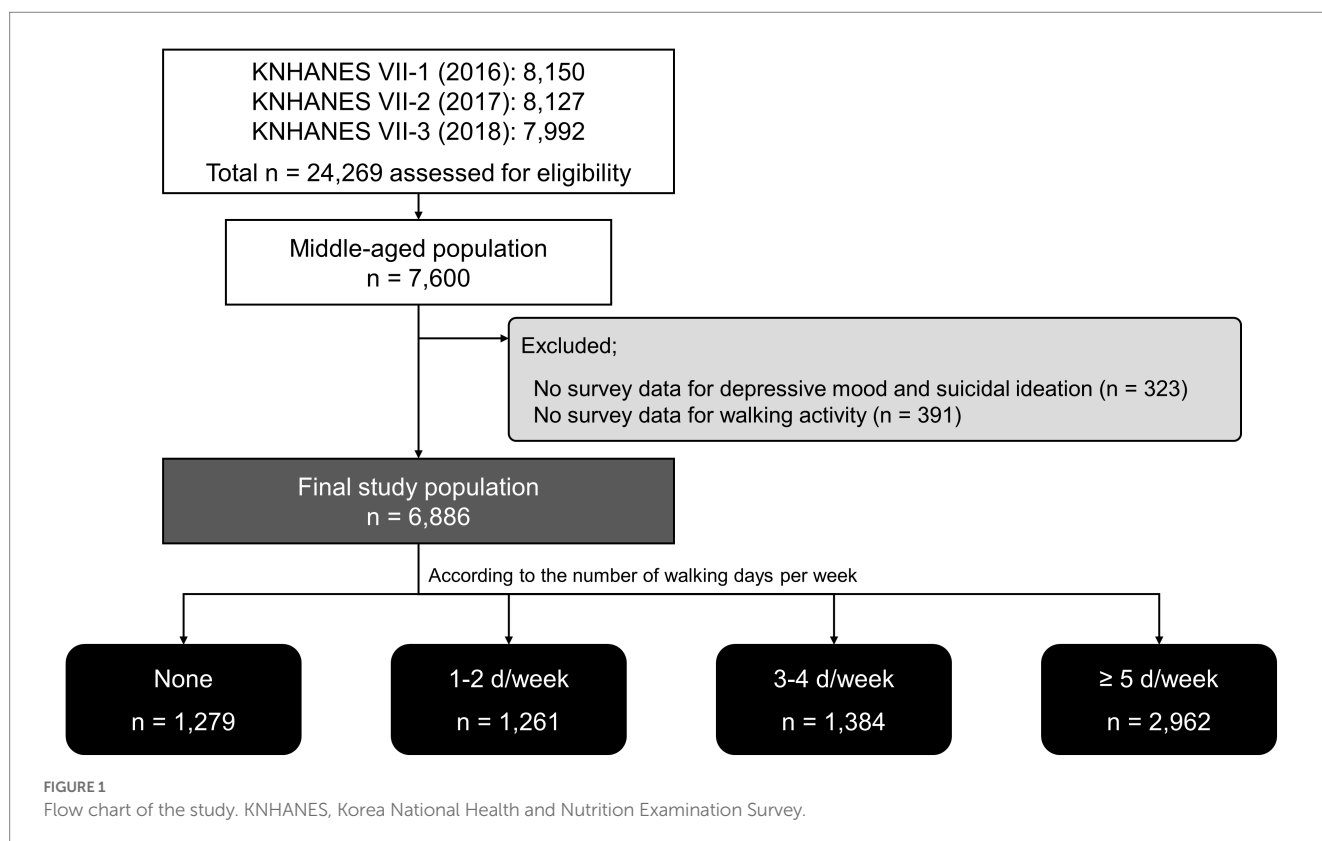 KNHANES VII-1 (2016): 8,150
KNHANES VII-2 (2017): 8,127
KNHANES VII-3 (2018): 7,992
Total n = 24,269 assessed for eligibility
Middle-aged population
n = 7,600
Excluded;
No survey data for depressive mood and suicidal ideation (n = 323)
No survey data for walking activity (n = 391)
Final study population
n = 6,886
According to the number of walking days per week
None
n = 1,279
1-2 d/week
n = 1,261
3-4 d/week
n = 1,384
≥ 5 d/week
n = 2,962
FIGURE 1
Flow chart of the study. KNHANES, Korea National Health and Nutrition Examination Survey.